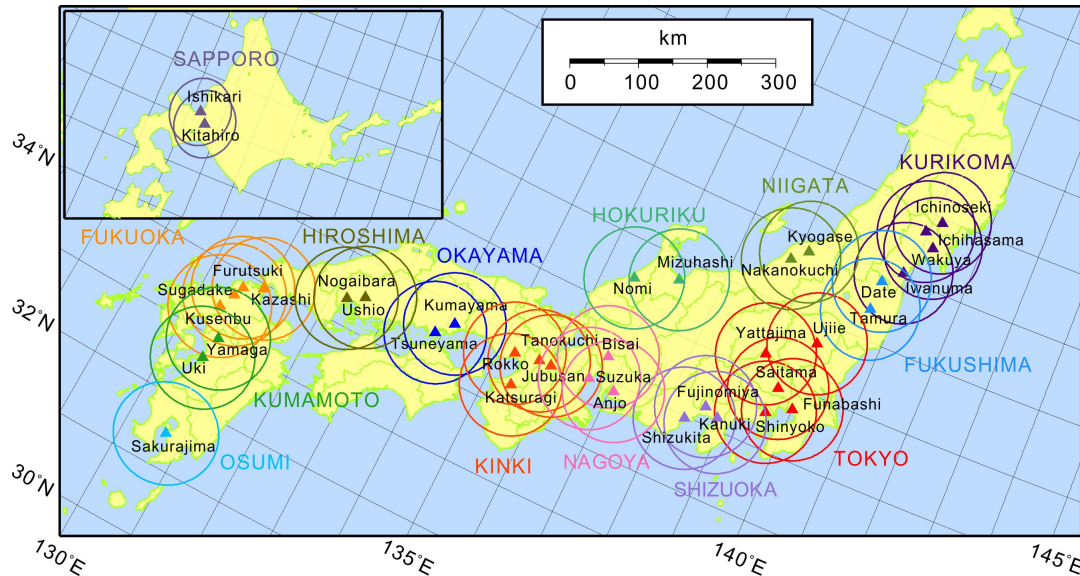 km
0 100 200 300
SAPPORO
Ishikari
Kitahiro
34°N
32°N
30°N
130°E
135°E
140°E
145°E
FUKUOKA
Furutsuki
Sugadake
Kazashi
Kusenbu
Yamaga
Uki
KUMAMOTO
Sakurajima
OSUMI
HIROSHIMA
Nogaibara
Ushio
OKAYAMA
Kumayama
Tsuneyama
Rokko
Tanokuchi
Jubusan
Katsuragi
KINKI
Bisai
Suzuka
Anjo
NAGOYA
HOKURIKU
Mizuhashi
Nomi
Fujinomiya
Kanuki
Shizukita
SHIZUOKA
NIIGATA
Kyogase
Nakanokuchi
Yattajima
Ujiie
Saitama
Funabashi
Shinyoko
TOKYO
KURIKOMA
Ichinoseki
Ichihasama
Wakuya
Iwanuma
Date
Tamura
FUKUSHIMA